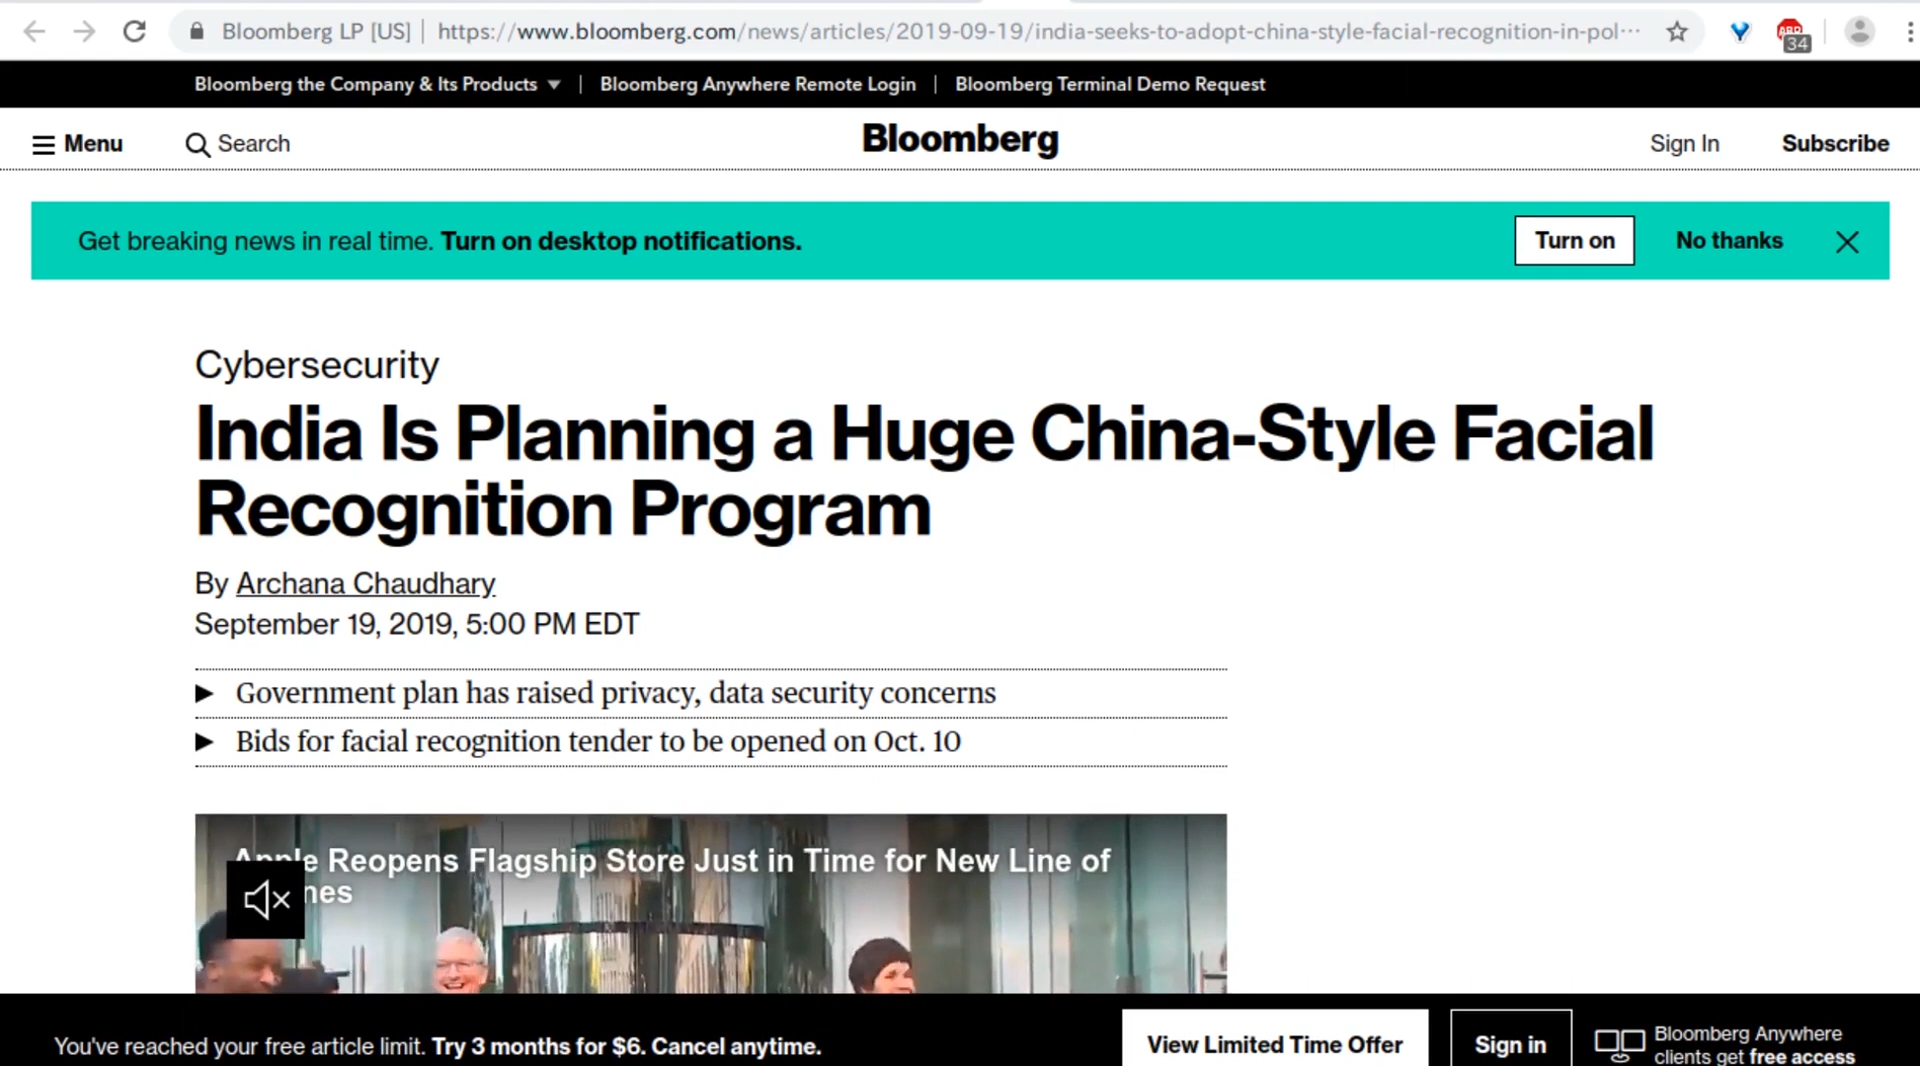 Bloomberg LP [US] | https://www.bloomberg.com/news/articles/2019-09-19/india-seeks-to-adopt-china-style-facial-recognition-in-pol…
34
Bloomberg the Company & Its Products ▼ | Bloomberg Anywhere Remote Login | Bloomberg Terminal Demo Request
Menu Search Bloomberg Sign In Subscribe
Get breaking news in real time. Turn on desktop notifications. Turn on No thanks
Cybersecurity
India Is Planning a Huge China-Style Facial
Recognition Program
By Archana Chaudhary
September 19, 2019, 5:00 PM EDT
Government plan has raised privacy, data security concerns
Bids for facial recognition tender to be opened on Oct. 10
Apple Reopens Flagship Store Just in Time for New Line of
You've reached your free article limit. Try 3 months for $6. Cancel anytime. View Limited Time Offer Sign in
Bloomberg Anywhere
clients get free access